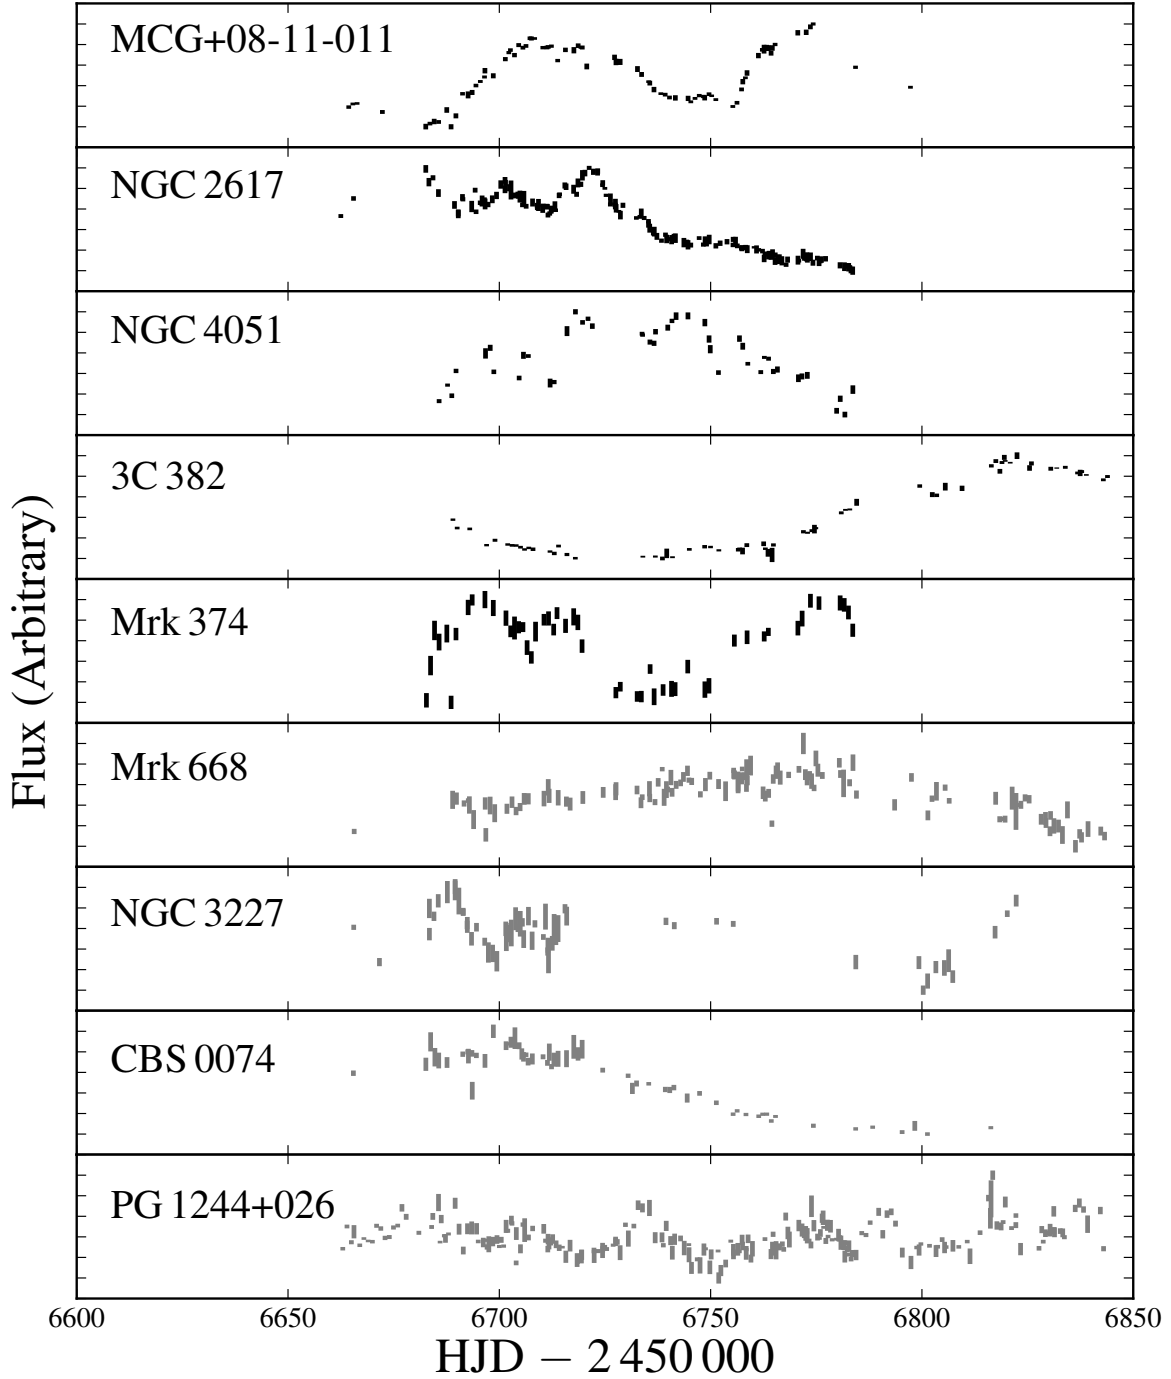 MCG+08-11-011
NGC 2617
NGC 4051
3C 382
Mrk 374
Mrk 668
NGC 3227
CBS 0074
PG 1244+026
Flux (Arbitrary)
6600 6650 6700 6750 6800 6850
HJD − 2 450 000